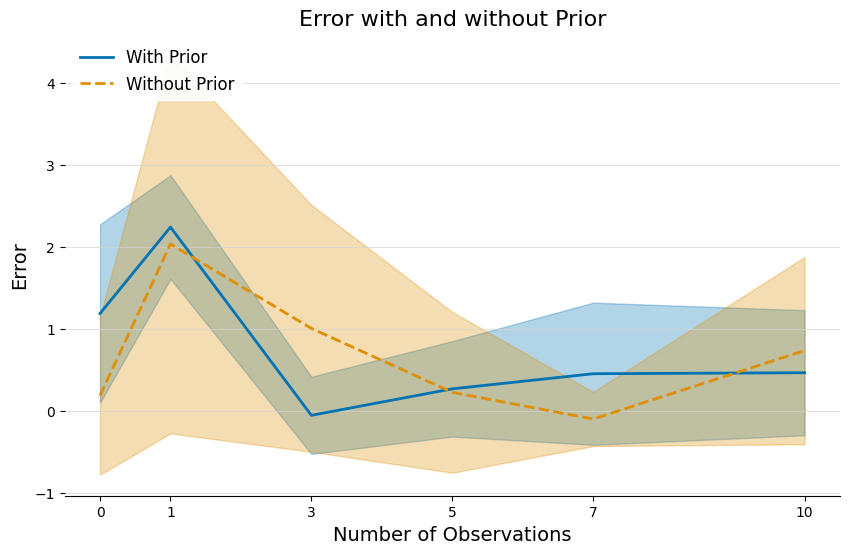 Error with and without Prior
With Prior
Without Prior
4
3
2
1
0
−1
Error
0 1 3 5 7 10
Number of Observations